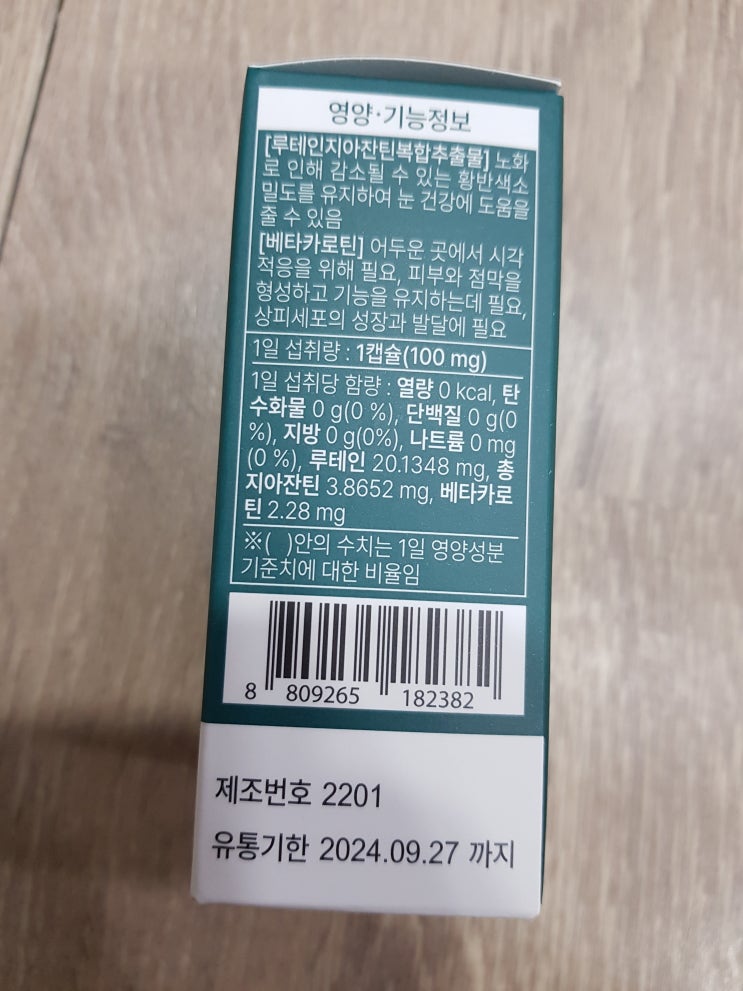 영양·기능정보
[루테인지아잔틴복합추출물] 노화
로 인해 감소될 수 있는 황반색소
밀도를 유지하여 눈 건강에 도움을
줄 수 있음
[베타카로틴] 어두운 곳에서 시각
적응을 위해 필요, 피부와 점막을
형성하고 기능을 유지하는데 필요,
상피세포의 성장과 발달에 필요
1일 섭취량 : 1캡슐(100 mg)
1일 섭취당 함량 : 열량 0 kcal, 탄
수화물 0 g(0 %), 단백질 0 g(0
%), 지방 0 g(0%), 나트륨 0 mg
(0 %), 루테인 20.1348 mg, 총
지아잔틴 3.8652 mg, 베타카로
틴 2.28 mg
※( )안의 수치는 1일 영양성분
기준치에 대한 비율임
8 809265 182382
제조번호 2201
유통기한 2024.09.27 까지